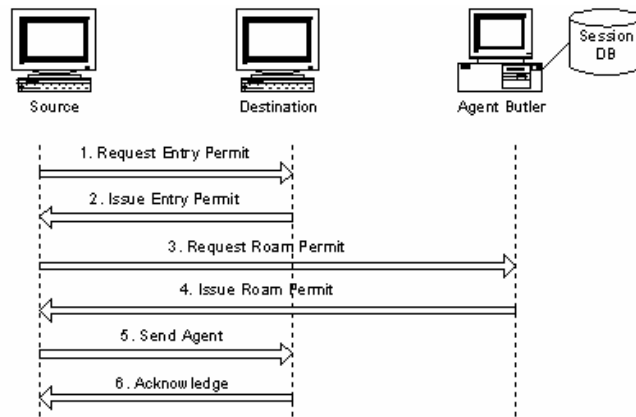 Session
DB
Source
Destination
Agent Butler
1. Request Entry Permit
2. Issue Entry Permit
3. Request Roam Permit
4. Issue Roam Permit
5. Send Agent
6. Acknowledge